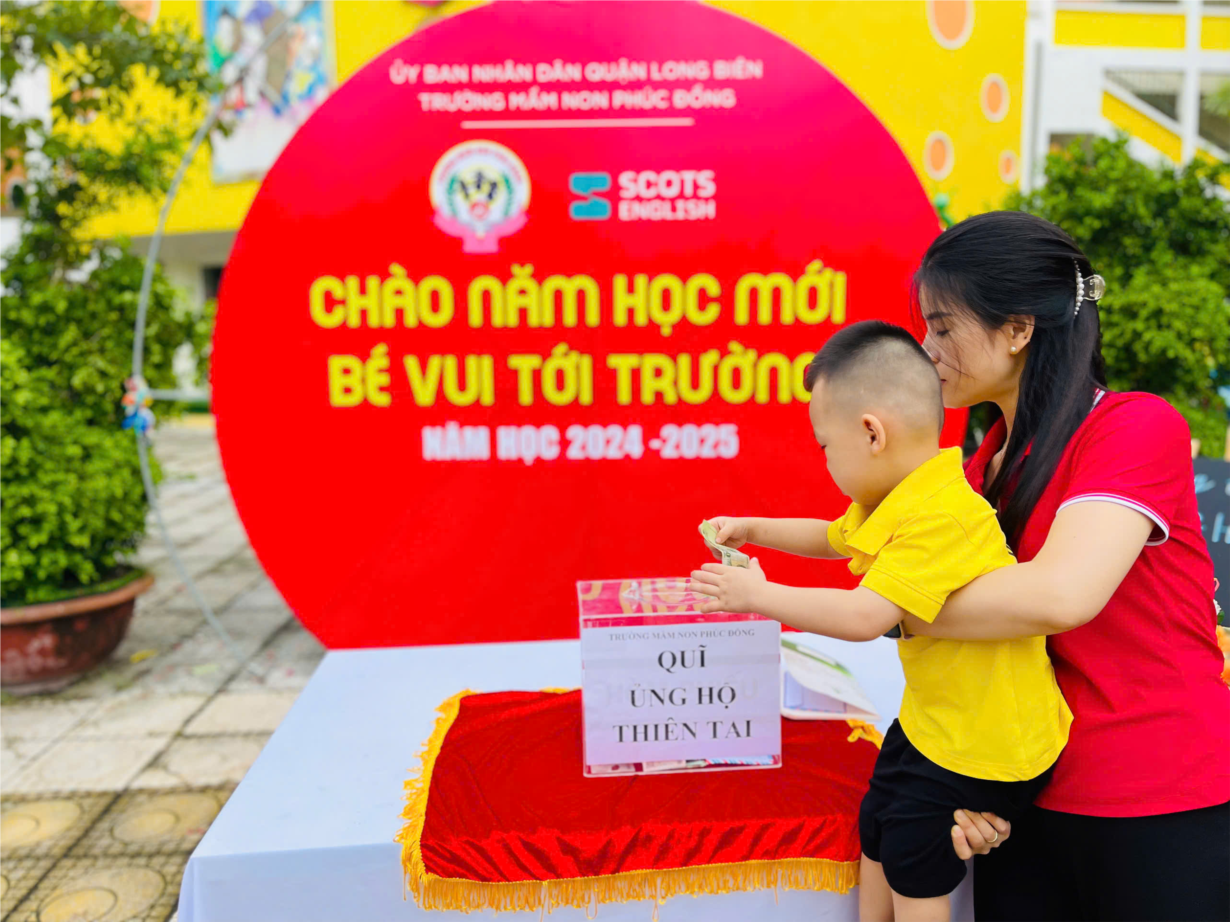 ỦY BAN NHÂN DÂN QUẬN LONG BIÊN
TRƯỜNG MẦM NON PHÚC ĐỒNG
SCOTS
ENGLISH
CHÀO NĂM HỌC MỚI
BÉ VUI TỚI TRƯỜNG
NĂM HỌC 2024 -2025
TRƯỜNG MẦM NON PHÚC ĐỒNG
QUĨ
ỦNG HỘ
THIÊN TAI